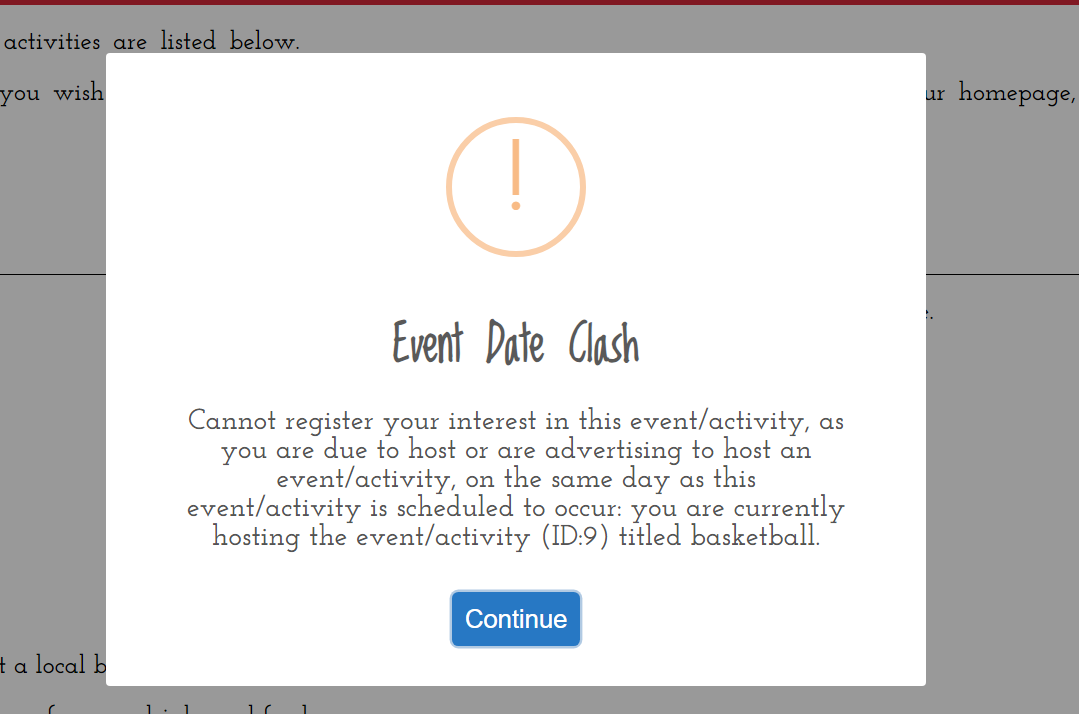 activities are listed below.
you wish
ur homepage,
!
Event Date Clash
Cannot register your interest in this event/activity, as
you are due to host or are advertising to host an
event/activity, on the same day as this
event/activity is scheduled to occur: you are currently
hosting the event/activity (ID:9) titled basketball.
Continue
t a local b